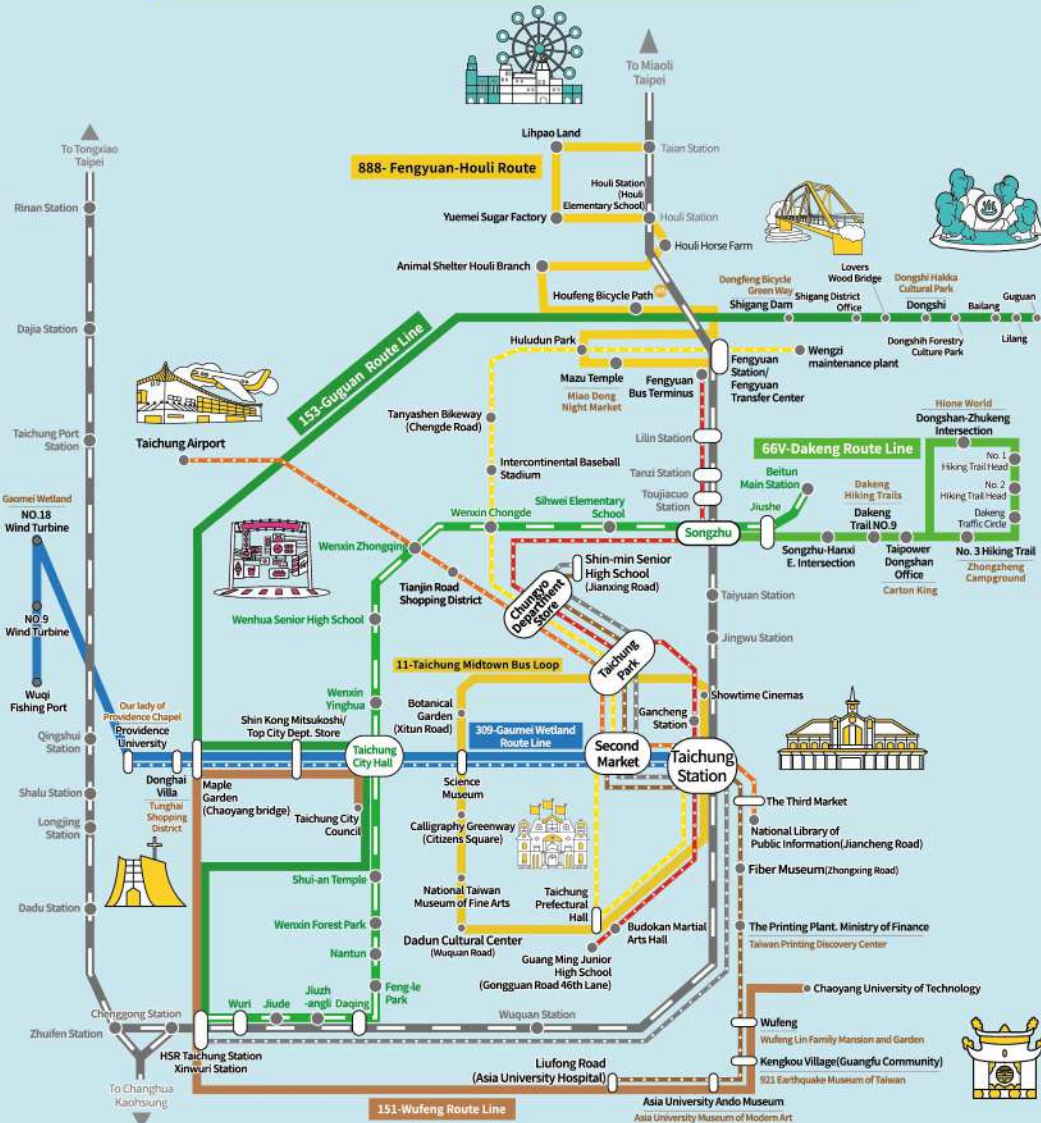 To Miaoli
Taipei
To Tongxiao
Taipei
Lihpao Land
Taian Station
888- Fengyuan-Houli Route
Houli Station
(Houli
Elementary School)
Rinan Station
Yuemei Sugar Factory
Houli Station
Houli Horse Farm
Animal Shelter Houli Branch
Lovers
Wood Bridge
Dongfeng Bicycle
Green Way
Shigang Dam
Shigang District
Office
Dongshi Hakka
Cultural Park
Dongshi
Bailang
Guguan
Houfeng Bicycle Path
Dajia Station
Dongshih Forestry
Culture Park
Lilang
Huludun Park
Wengzi
maintenance plant
Fengyuan
Station/
Fengyuan
Transfer Center
Mazu Temple
Miao Dong
Night Market
Fengyuan
Bus Terminus
153-Guguan Route Line
Tanyashen Bikeway
(Chengde Road)
Hione World
Dongshan-Zhukeng
Intersection
Taichung Port
Station
Taichung Airport
Lilin Station
66V-Dakeng Route Line
No. 1
Hiking Trail Head
Intercontinental Baseball
Stadium
Tanzi Station
Beitun
Main Station
No. 2
Hiking Trail Head
Gaomei Wetland
NO.18
Wind Turbine
Toujiacuo
Station
Dakeng
Hiking Trails
Dakeng
Trail NO.9
Dakeng
Traffic Circle
Wenxin Chongde
Sihwei Elementary
School
Songzhu
Jiushe
Wenxin Zhongqing
Songzhu-Hanxi
E. Intersection
Taipower
Dongshan
Office
Carton King
No. 3 Hiking Trail
Zhongzheng
Campground
Shin-min Senior
High School
(Jianxing Road)
Tianjin Road
Shopping District
Chungyo
Department
Store
Taiyuan Station
NO.9
Wind Turbine
Wenhua Senior High School
Jingwu Station
Taichung
Park
11-Taichung Midtown Bus Loop
Wuqi
Fishing Port
Wenxin
Yinghua
Botanical
Garden
(Xitun Road)
Showtime Cinemas
Gancheng
Station
Our lady of
Providence Chapel
Providence
University
Shin Kong Mitsukoshi/
Top City Dept. Store
309-Gaumei Wetland
Route Line
Qingshui
Station
Taichung
City Hall
Second
Market
Taichung
Station
Donghai
Villa
Tunghai
Shopping
District
Maple
Garden
(Chaoyang bridge)
Science
Museum
Shalu Station
Taichung City
Council
The Third Market
Longjing
Station
Calligraphy Greenway
(Citizens Square)
National Library of
Public Information(Jiancheng Road)
Shui-an Temple
Fiber Museum(Zhongxing Road)
National Taiwan
Museum of Fine Arts
Taichung
Prefectural
Hall
Dadu Station
Wenxin Forest Park
Budokan Martial
Arts Hall
The Printing Plant. Ministry of Finance
Taiwan Printing Discovery Center
Dadun Cultural Center
(Wuquan Road)
Nantun
Guang Ming Junior
High School
(Gongguan Road 46th Lane)
Feng-le
Park
Chaoyang University of Technology
Wuri
Jiude
Jiuzh
-angli
Daqing
Chenggong Station
Zhuifen Station
Wuquan Station
Wufeng
Wufeng Lin Family Mansion and Garden
HSR Taichung Station
Xinwuri Station
Liufong Road
(Asia University Hospital)
Kengkou Village(Guangfu Community)
921 Earthquake Museum of Taiwan
To Changhua
Kaohsiung
151-Wufeng Route Line
Asia University Ando Museum
Asia University Museum of Modern Art